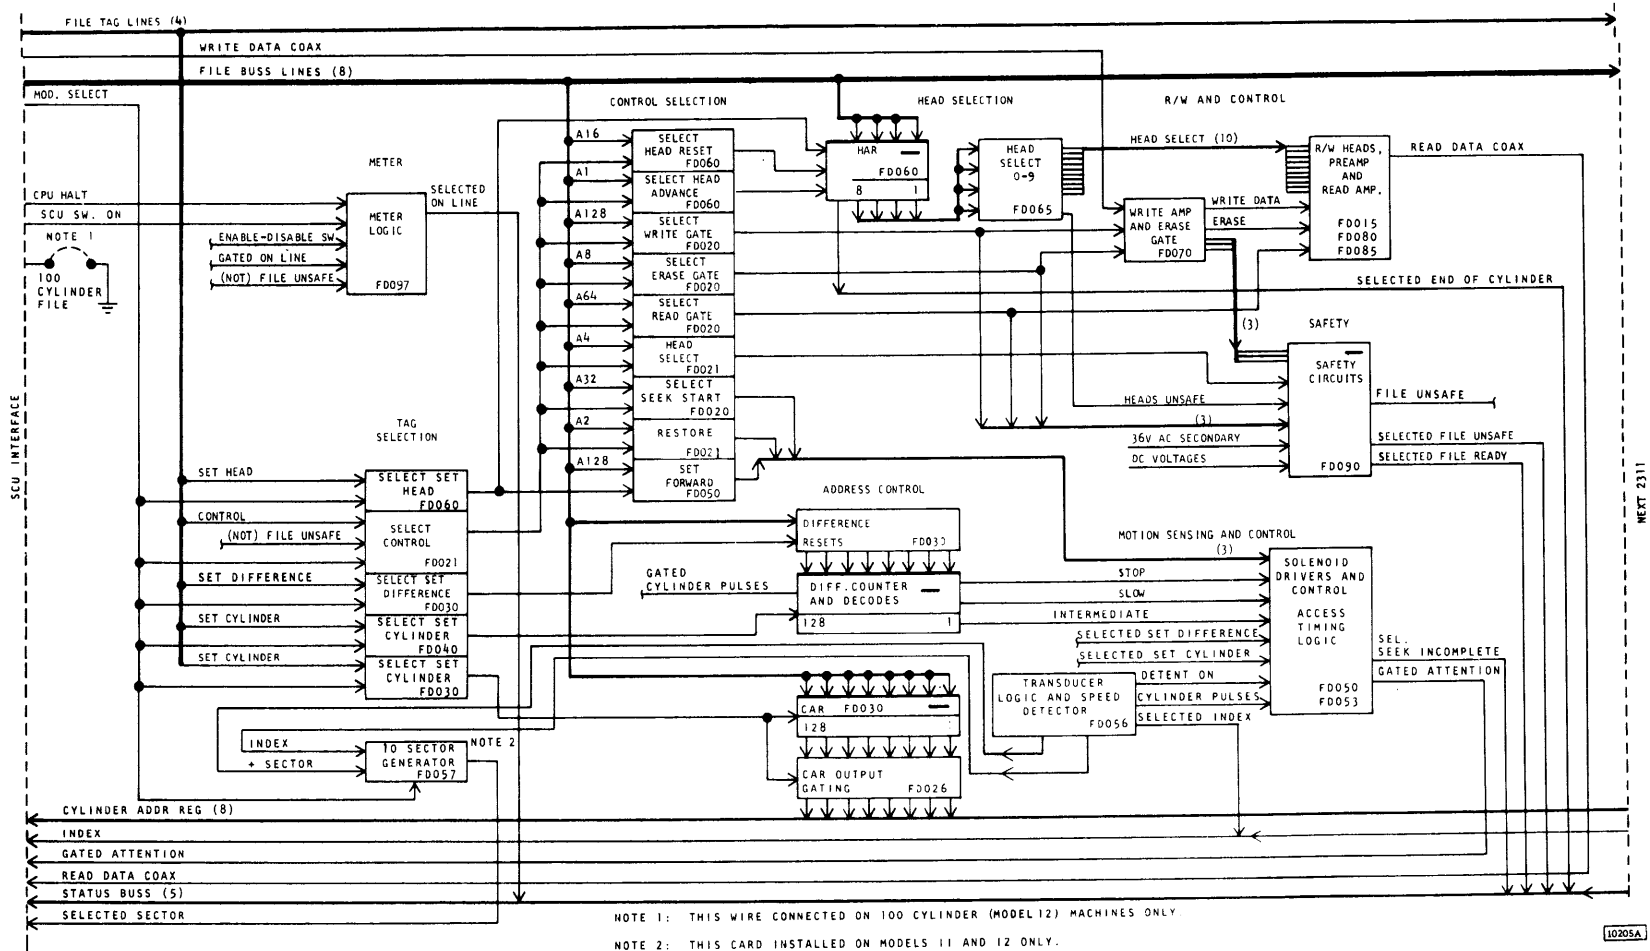 FILE TAG LINES (4)
WRITE DATA COAX
FILE BUSS LINES (8)
MOD. SELECT
CONTROL SELECTION
HEAD SELECTION
R/W AND CONTROL
METER
CPU HALT
SCU SW. ON
NOTE 1
100
CYLINDER
FILE
ENABLE-DISABLE SW
GATED ON LINE
(NOT) FILE UNSAFE
METER
LOGIC
FD097
SELECTED
ON LINE
A16
A1
A128
A8
A64
A4
A32
A2
A128
SELECT
HEAD RESET
FD060
SELECT HEAD
ADVANCE
FD060
SELECT
WRITE GATE
FD020
SELECT
ERASE GATE
FD020
SELECT
READ GATE
FD020
HEAD
SELECT
FD021
SELECT
SEEK START
FD020
RESTORE
FD021
SET
FORWARD
FD050
HAR
FD060
8 1
HEAD
SELECT
0-9
FD065
HEAD SELECT (10)
R/W HEADS,
PREAMP
AND
READ AMP.
FD015
FD080
FD085
READ DATA COAX
WRITE AMP
AND ERASE
GATE
FD070
WRITE DATA
ERASE
SELECTED END OF CYLINDER
(3)
SAFETY
SAFETY
CIRCUITS
FD090
HEADS UNSAFE
(3)
36V AC SECONDARY
DC VOLTAGES
FILE UNSAFE
SELECTED FILE UNSAFE
SELECTED FILE READY
SCU INTERFACE
NEXT 2311
TAG
SELECTION
SET HEAD
CONTROL
(NOT) FILE UNSAFE
SET DIFFERENCE
SET CYLINDER
SET CYLINDER
SELECT SET
HEAD
FD060
SELECT
CONTROL
FD021
SELECT SET
DIFFERENCE
FD030
SELECT SET
CYLINDER
FD040
SELECT SET
CYLINDER
FD030
ADDRESS CONTROL
DIFFERENCE
RESETS FD030
GATED
CYLINDER PULSES
DIFF.COUNTER
AND DECODES
128 1
MOTION SENSING AND CONTROL
(3)
STOP
SLOW
INTERMEDIATE
SELECTED SET DIFFERENCE
SELECTED SET CYLINDER
DETENT ON
CYLINDER PULSES
SELECTED INDEX
SOLENOID
DRIVERS AND
CONTROL
ACCESS
TIMING
LOGIC
FD050
FD053
SEL.
SEEK INCOMPLETE
GATED ATTENTION
TRANSDUCER
LOGIC AND SPEED
DETECTOR
FD056
CAR FD030
128
CAR OUTPUT
GATING FD026
INDEX
+ SECTOR
10 SECTOR
GENERATOR
FD057
NOTE 2
CYLINDER ADDR REG (8)
INDEX
GATED ATTENTION
READ DATA COAX
STATUS BUSS (5)
SELECTED SECTOR
NOTE 1: THIS WIRE CONNECTED ON 100 CYLINDER (MODEL 12) MACHINES ONLY.
NOTE 2: THIS CARD INSTALLED ON MODELS 11 AND 12 ONLY.
10205A